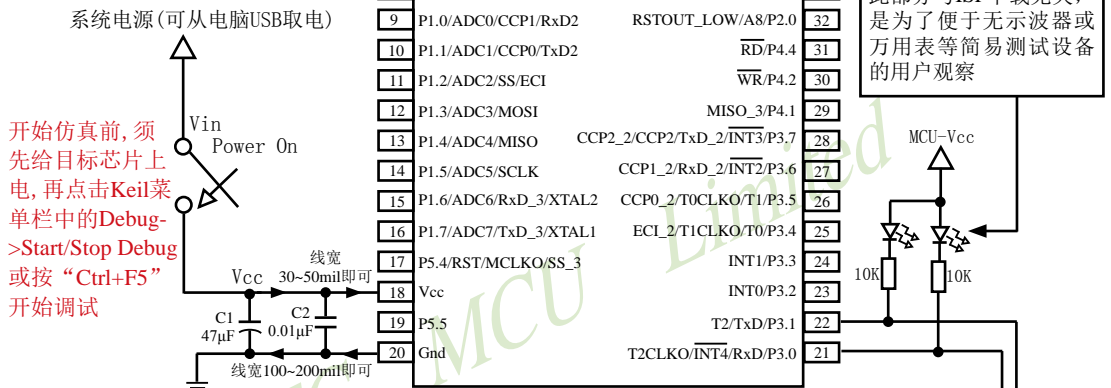 系统电源(可从电脑USB取电)
Vin
Power On
开始仿真前, 须
先给目标芯片上
电, 再点击Keil菜
单栏中的Debug-
>Start/Stop Debug
或按“Ctrl+F5”
开始调试
Vcc
线宽
30~50mil即可
C1
47μF
C2
0.01μF
线宽100~200mil即可
9 P1.0/ADC0/CCP1/RxD2
10 P1.1/ADC1/CCP0/TxD2
11 P1.2/ADC2/SS/ECI
12 P1.3/ADC3/MOSI
13 P1.4/ADC4/MISO
14 P1.5/ADC5/SCLK
15 P1.6/ADC6/RxD_3/XTAL2
16 P1.7/ADC7/TxD_3/XTAL1
17 P5.4/RST/MCLKO/SS_3
18 Vcc
19 P5.5
20 Gnd
RSTOUT_LOW/A8/P2.0 32
RD/P4.4 31
WR/P4.2 30
MISO_3/P4.1 29
CCP2_2/CCP2/TxD_2/INT3/P3.7 28
CCP1_2/RxD_2/INT2/P3.6 27
CCP0_2/T0CLKO/T1/P3.5 26
ECI_2/T1CLKO/T0/P3.4 25
INT1/P3.3 24
INT0/P3.2 23
T2/TxD/P3.1 22
T2CLKO/INT4/RxD/P3.0 21
是为了便于无示波器或
万用表等简易测试设备
的用户观察
MCU-Vcc
10K
10K
MCU Limited